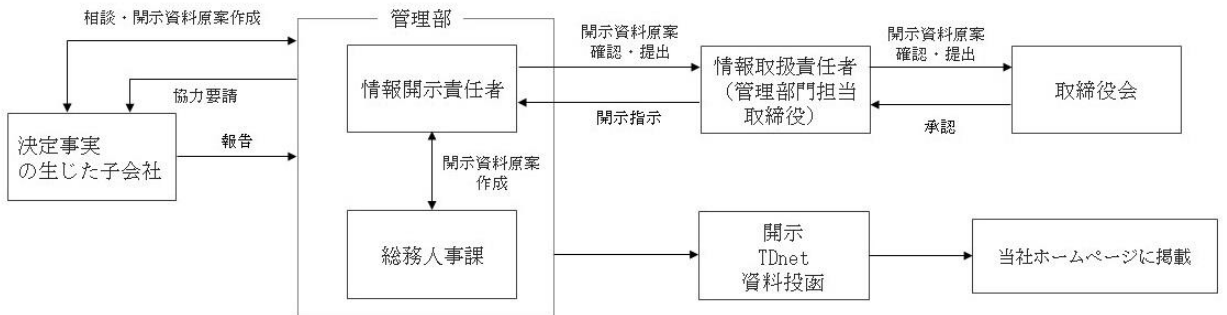 相談・開示資料原案作成
管理部
協力要請
決定事実
の生じた子会社
報告
情報開示責任者
開示資料原案
作成
総務人事課
開示資料原案
確認・提出
開示指示
情報取扱責任者
(管理部門担当
取締役)
開示資料原案
確認・提出
承認
取締役会
開示
TDnet
資料投函
当社ホームページに掲載